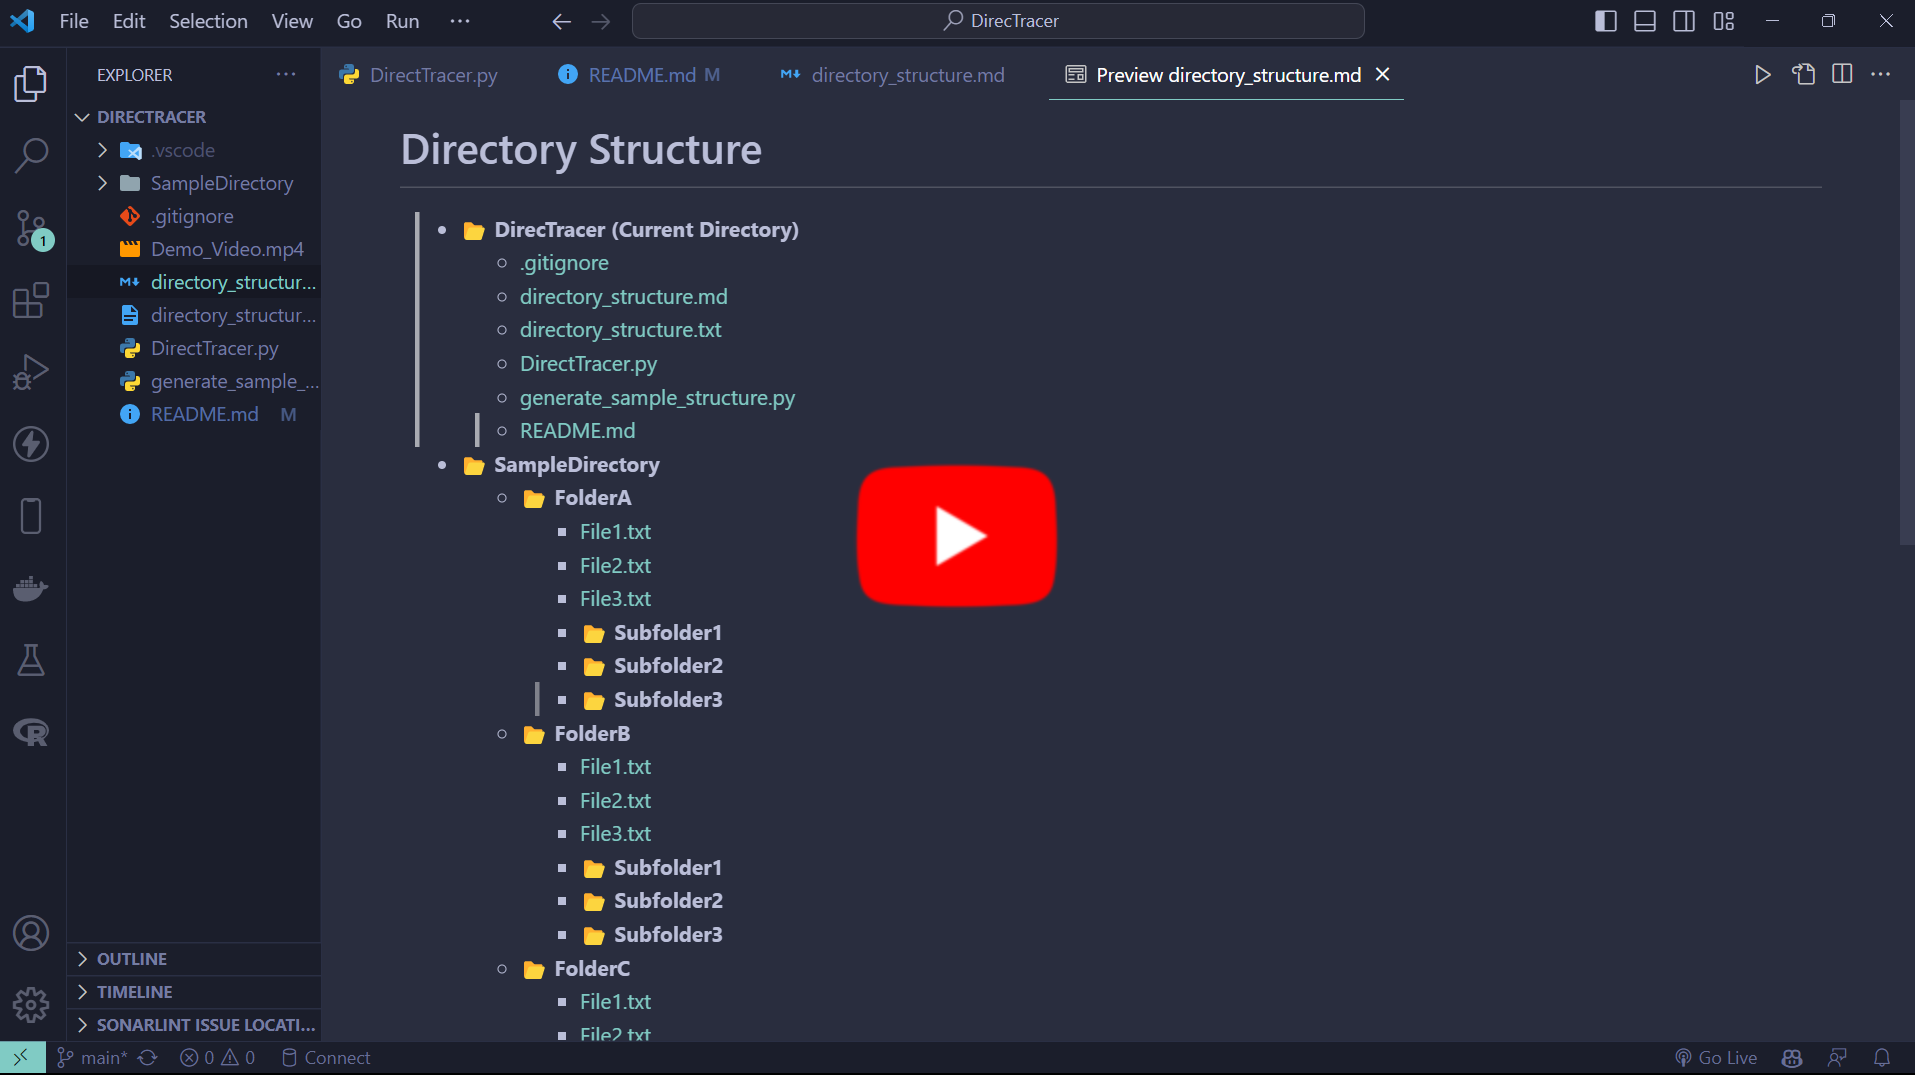 File Edit Selection View Go Run ···
DirecTracer
EXPLORER ···
DIRECTRACER
.vscode
SampleDirectory
.gitignore
Demo_Video.mp4
directory_structur...
directory_structur...
DirectTracer.py
generate_sample_...
README.md M
OUTLINE
TIMELINE
SONARLINT ISSUE LOCATI...
DirectTracer.py README.md M directory_structure.md Preview directory_structure.md
Directory Structure
DirecTracer (Current Directory)
.gitignore
directory_structure.md
directory_structure.txt
DirectTracer.py
generate_sample_structure.py
README.md
SampleDirectory
FolderA
File1.txt
File2.txt
File3.txt
Subfolder1
Subfolder2
Subfolder3
FolderB
File1.txt
File2.txt
File3.txt
Subfolder1
Subfolder2
Subfolder3
FolderC
File1.txt
File2.txt
1
main* 0 0 Connect
Go Live